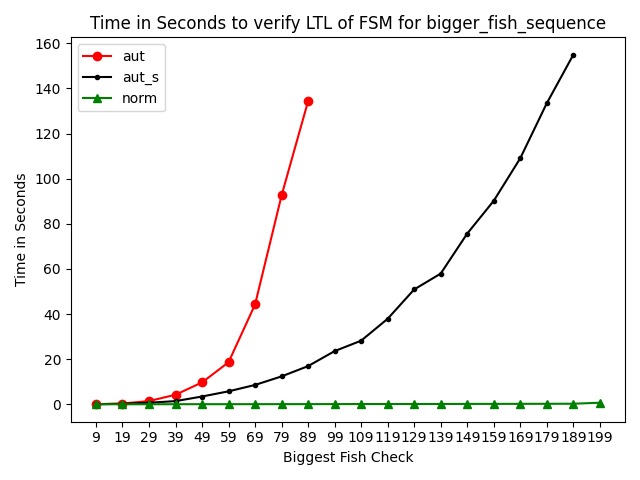 Time in Seconds to verify LTL of FSM for bigger_fish_sequence
aut
aut_s
norm
160
140
120
100
80
60
40
20
0
Time in Seconds
9 19 29 39 49 59 69 79 89 99 109 119 129 139 149 159 169 179 189 199
Biggest Fish Check